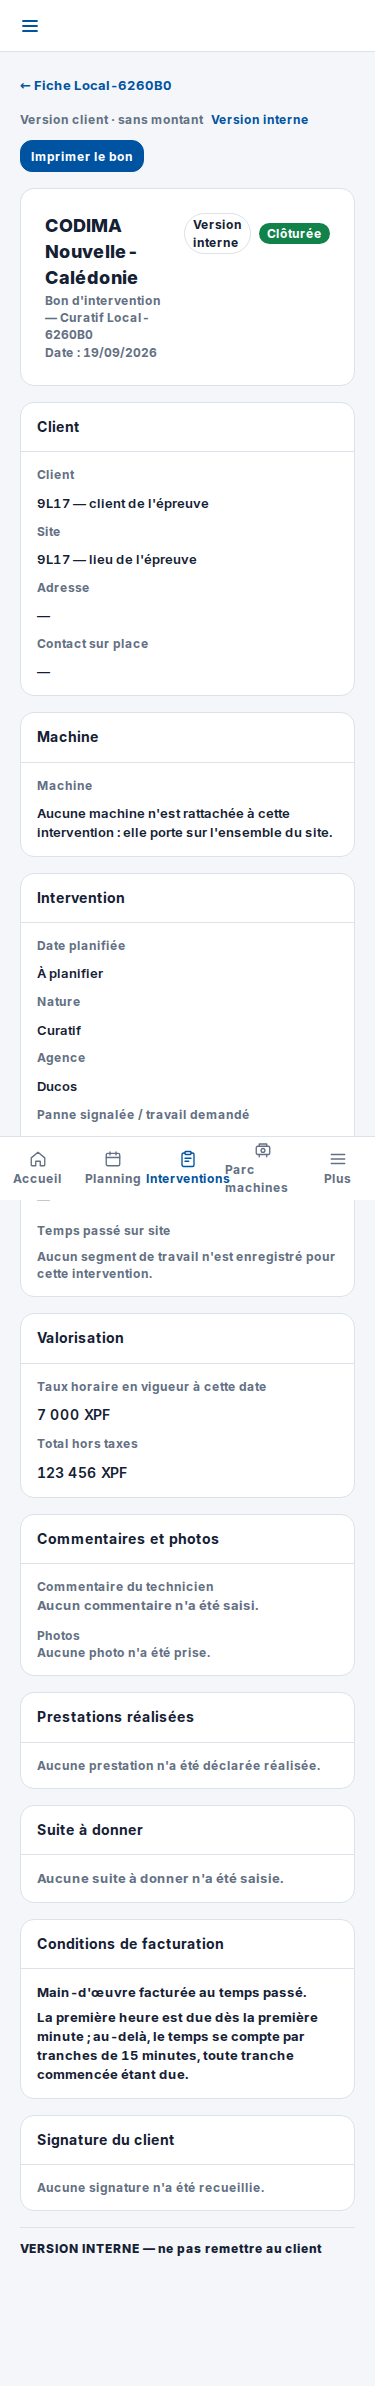 ← Fiche Local-6260B0
Version client · sans montant Version interne
Imprimer le bon
CODIMA
Nouvelle-
Calédonie
Bon d'intervention
— Curatif Local-
6260B0
Date : 19/09/2026
Version
interne
Clôturée
Client
Client
9L17 — client de l'épreuve
Site
9L17 — lieu de l'épreuve
Adresse
—
Contact sur place
—
Machine
Machine
Aucune machine n'est rattachée à cette
intervention : elle porte sur l'ensemble du site.
Intervention
Date planifiée
À planifier
Nature
Curatif
Agence
Ducos
Panne signalée / travail demandé
Accueil
Planning
Interventions
Parc
machines
Plus
—
Temps passé sur site
Aucun segment de travail n'est enregistré pour
cette intervention.
Valorisation
Taux horaire en vigueur à cette date
7 000 XPF
Total hors taxes
123 456 XPF
Commentaires et photos
Commentaire du technicien
Aucun commentaire n'a été saisi.
Photos
Aucune photo n'a été prise.
Prestations réalisées
Aucune prestation n'a été déclarée réalisée.
Suite à donner
Aucune suite à donner n'a été saisie.
Conditions de facturation
Main-d'œuvre facturée au temps passé.
La première heure est due dès la première
minute ; au-delà, le temps se compte par
tranches de 15 minutes, toute tranche
commencée étant due.
Signature du client
Aucune signature n'a été recueillie.
VERSION INTERNE — ne pas remettre au client